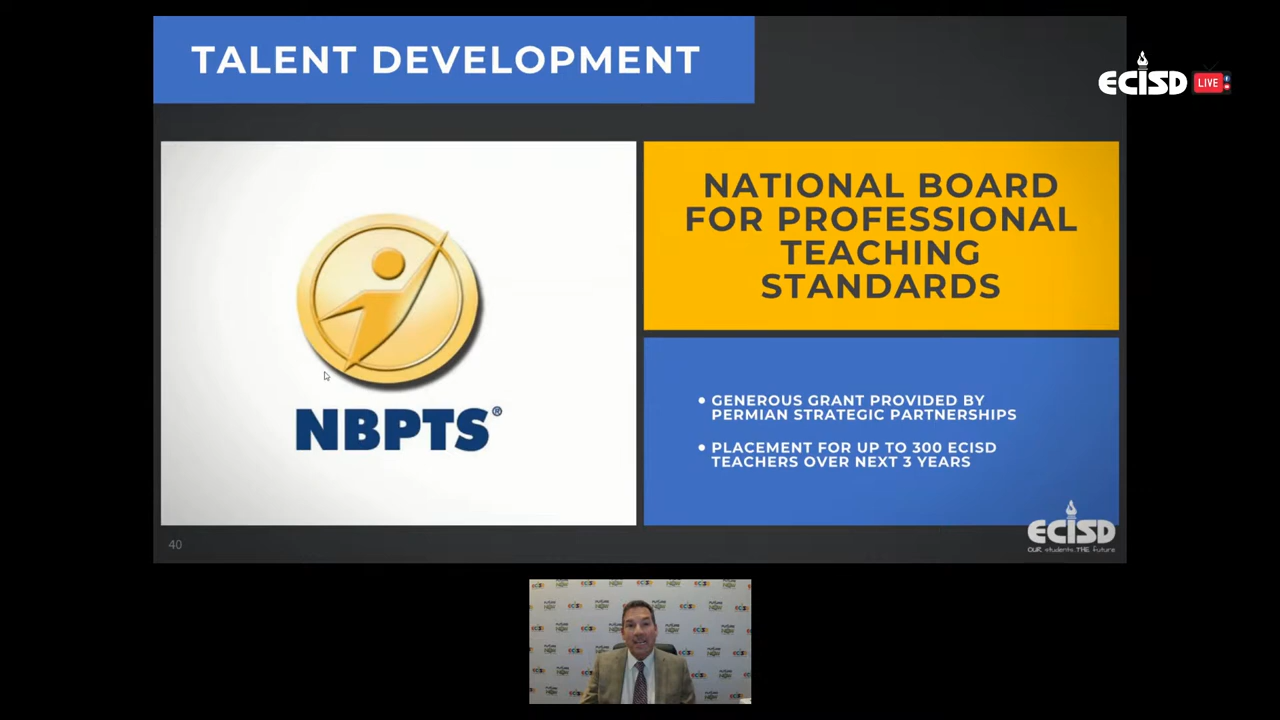 TALENT DEVELOPMENT
ECISD LIVE
NATIONAL BOARD
FOR PROFESSIONAL
TEACHING
STANDARDS
NBPTS®
• GENEROUS GRANT PROVIDED BY
PERMIAN STRATEGIC PARTNERSHIPS
• PLACEMENT FOR UP TO 300 ECISD
TEACHERS OVER NEXT 3 YEARS
ECISD
OUR students.THE future
40